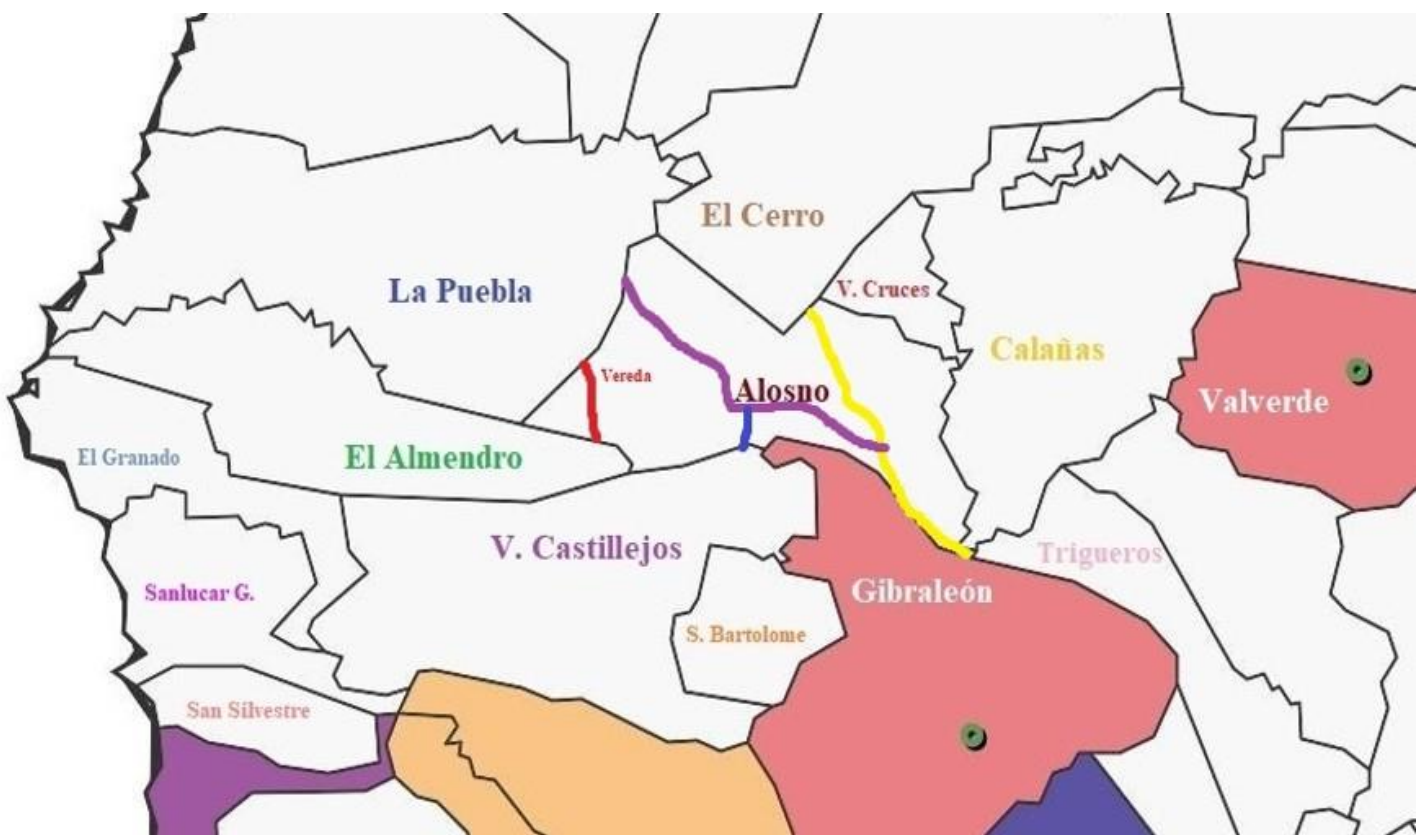 El Cerro
La Puebla
V. Cruces
Calañas
Vereda
Alosno
Valverde
El Granado
El Almendro
V. Castillejos
Trigueros
Sanlucar G.
Gibraleón
S. Bartolome
San Silvestre